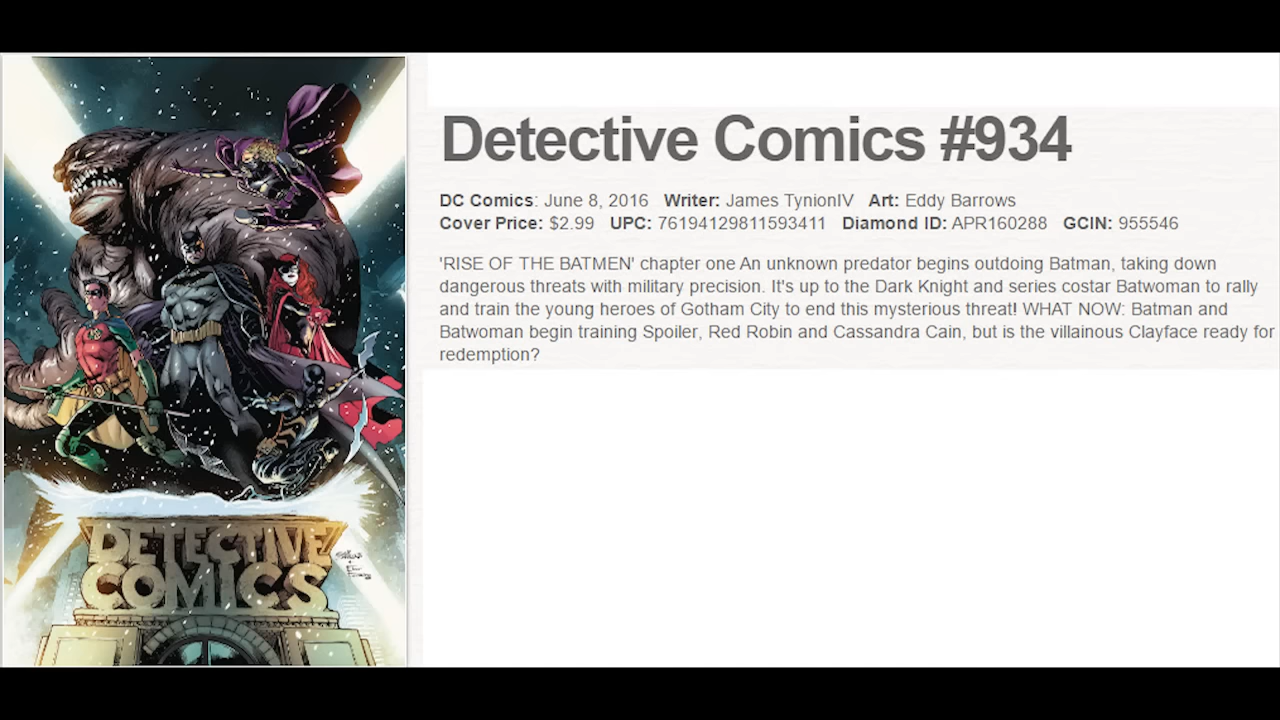 Detective Comics #934
DC Comics: June 8, 2016 Writer: James TynionIV Art: Eddy Barrows
Cover Price: $2.99 UPC: 76194129811593411 Diamond ID: APR160288 GCIN: 955546
'RISE OF THE BATMEN' chapter one An unknown predator begins outdoing Batman, taking down
dangerous threats with military precision. It's up to the Dark Knight and series costar Batwoman to rally
and train the young heroes of Gotham City to end this mysterious threat! WHAT NOW: Batman and
Batwoman begin training Spoiler, Red Robin and Cassandra Cain, but is the villainous Clayface ready for
redemption?
DETECTIVE
COMICS